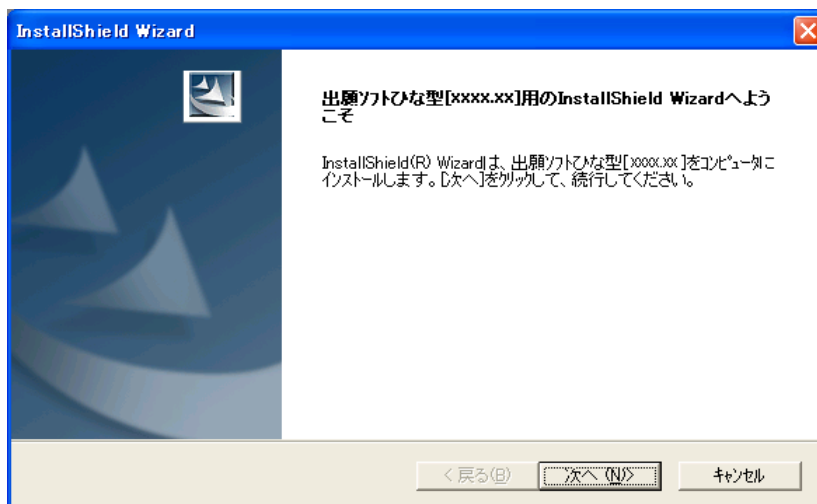 InstallShield Wizard
出願ソフトひな型[xxxx.xx]用のInstallShield Wizardへよう
こそ
InstallShield(R) Wizardは、出願ソフトひな型[xxxx.xx]をコンピュータに
インストールします。[次へ]をクリックして、続行してください。
< 戻る(B) 次へ(N)> キャンセル